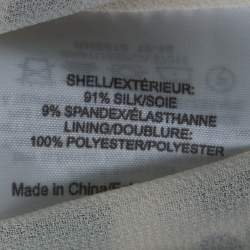 SHELL/EXTÉRIEUR:
91% SILK/SOIE
9% SPANDEX/ÉLASTHANNE
LINING/DOUBLURE:
100% POLYESTER/POLYESTER
Made in China/